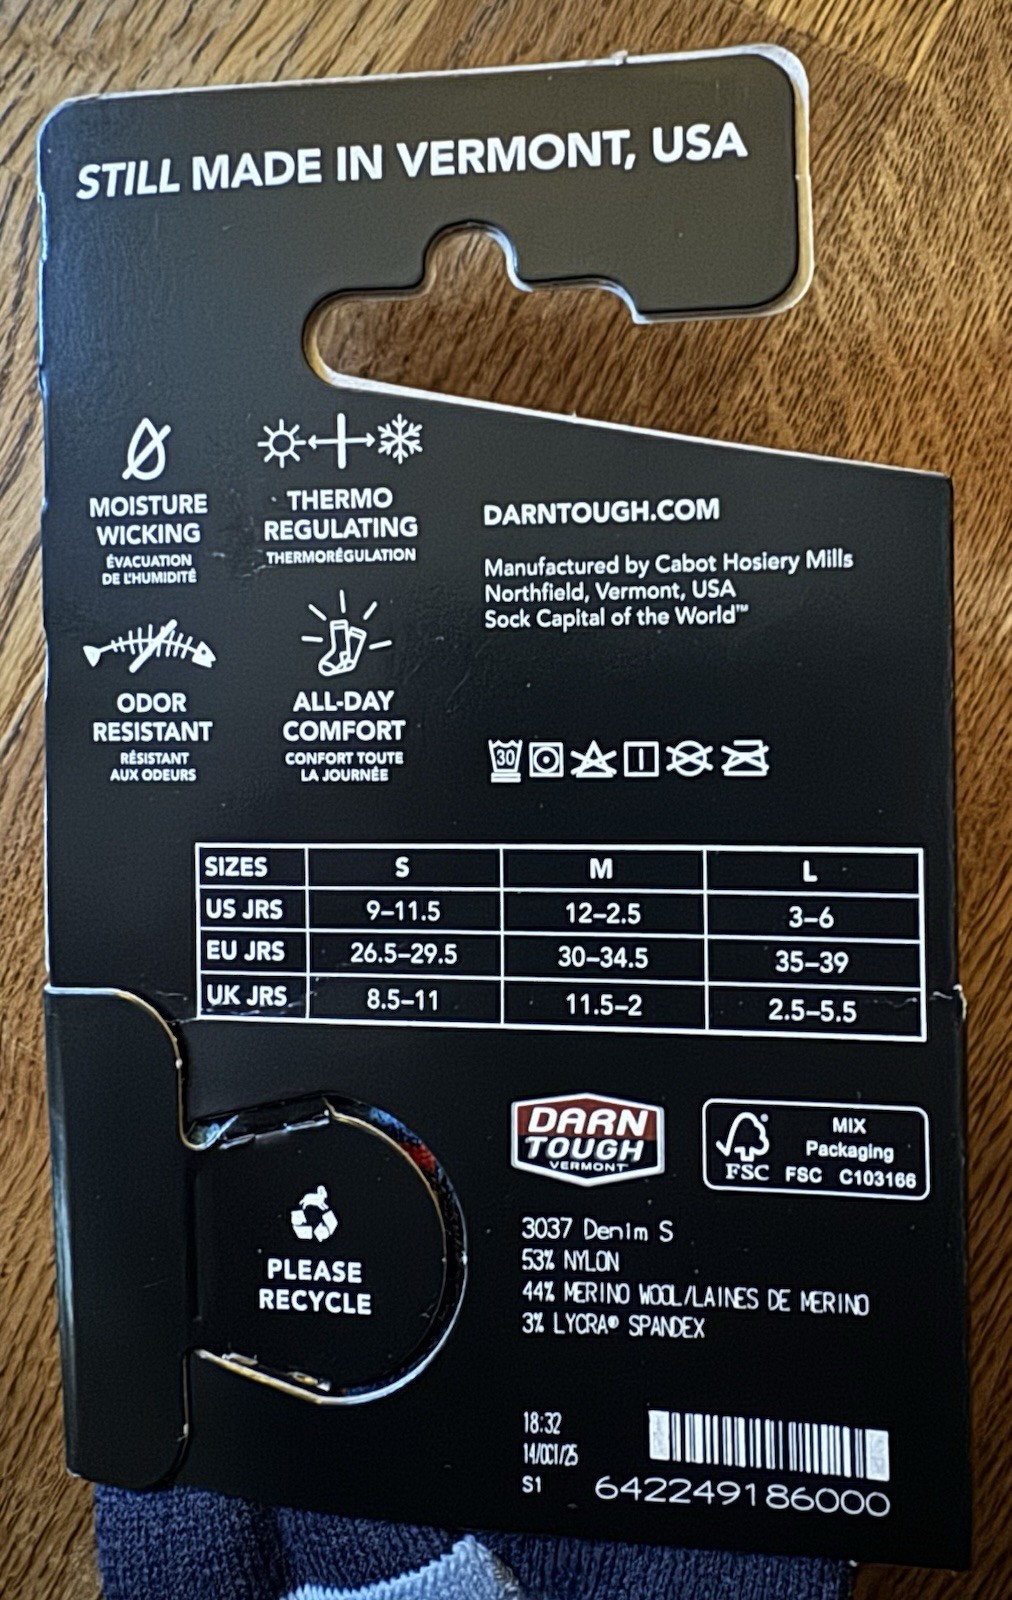 STILL MADE IN VERMONT, USA
MOISTURE
WICKING
ÉVACUATION
DE L'HUMIDITÉ
THERMO
REGULATING
THERMORÉGULATION
ODOR
RESISTANT
RÉSISTANT
AUX ODEURS
ALL-DAY
COMFORT
CONFORT TOUTE
LA JOURNÉE
DARNTOUGH.COM
Manufactured by Cabot Hosiery Mills
Northfield, Vermont, USA
Sock Capital of the World™
30
SIZES S M L
US JRS 9–11.5 12–2.5 3–6
EU JRS 26.5–29.5 30–34.5 35–39
UK JRS 8.5–11 11.5–2 2.5–5.5
PLEASE
RECYCLE
DARN
TOUGH
VERMONT
FSC
MIX
Packaging
FSC C103166
3037 Denim S
53% NYLON
44% MERINO WOOL/LAINES DE MERINO
3% LYCRA® SPANDEX
18:32
14/OCT/25
S1
642249186000